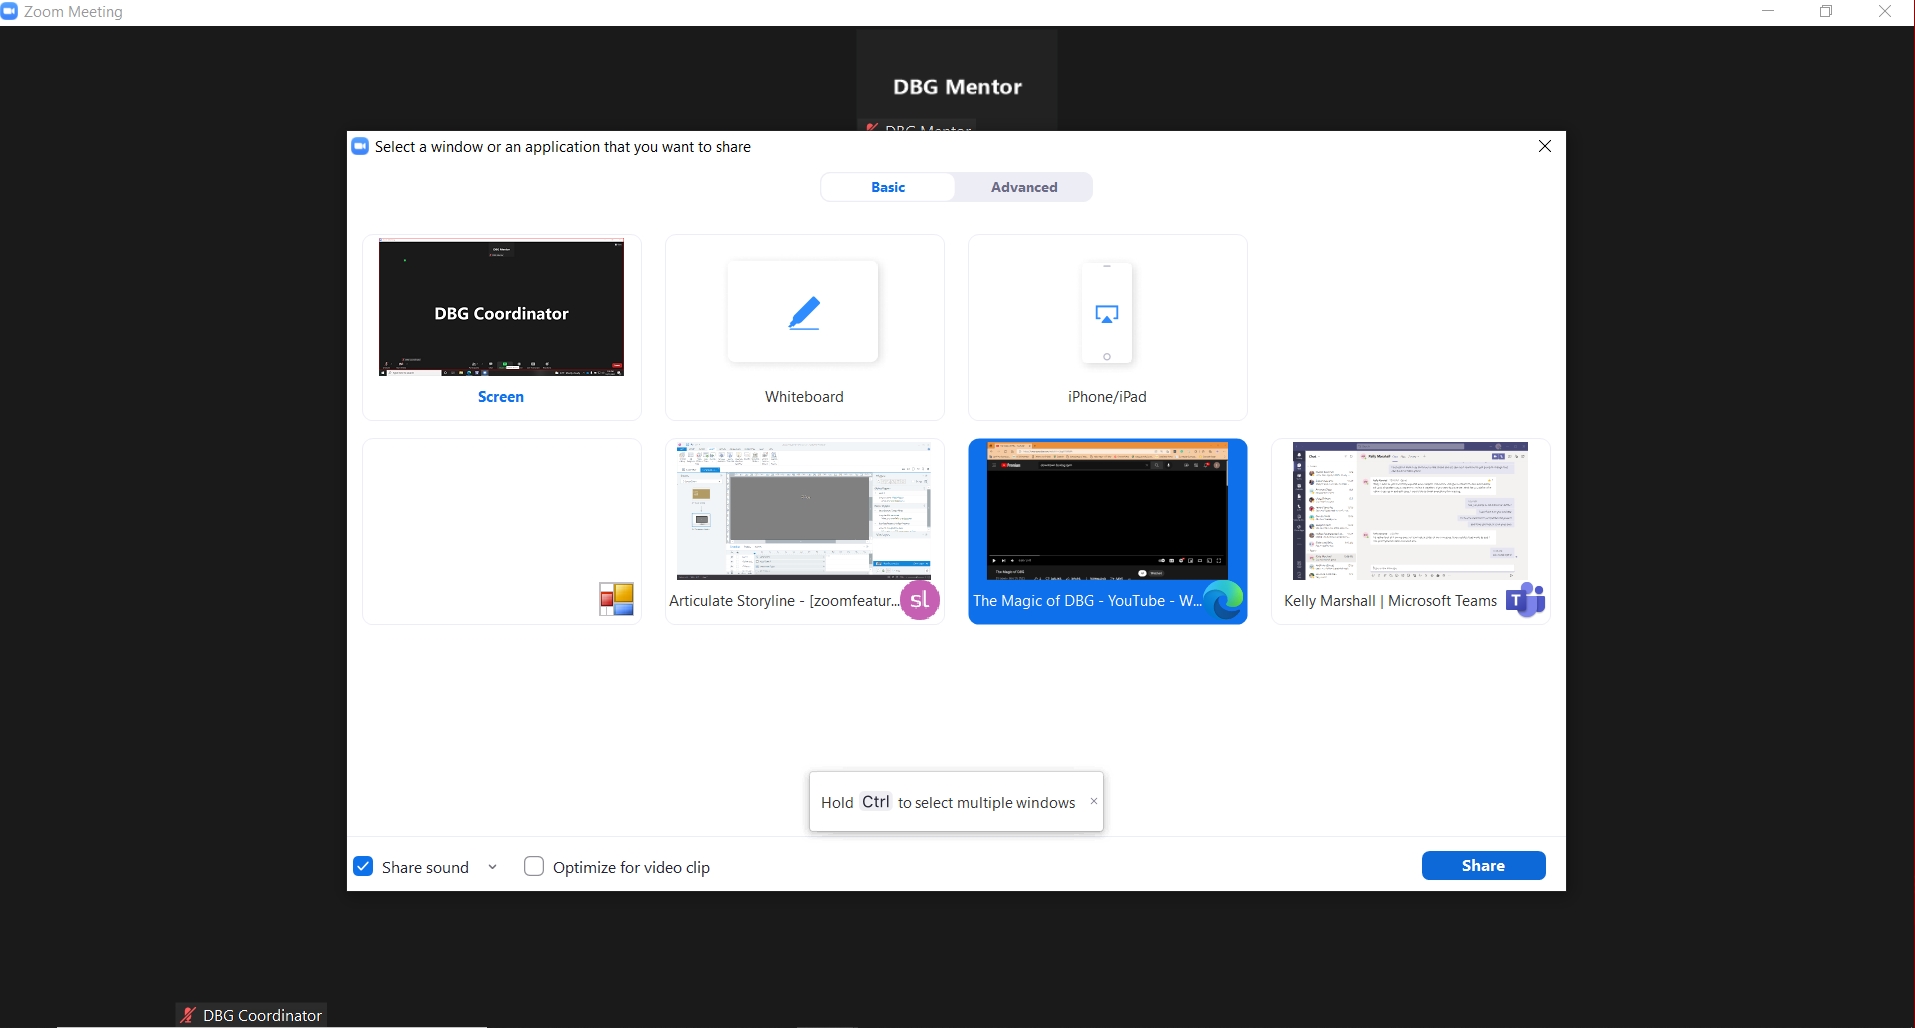 Zoom Meeting
DBG Mentor
DBG Mentor
Select a window or an application that you want to share
Basic
Advanced
DBG Mentor
DBG Coordinator
Screen
Whiteboard
iPhone/iPad
Articulate Storyline - [zoomfeatur...
sl
The Magic of DBG - YouTube - W...
Kelly Marshall | Microsoft Teams
T
Hold Ctrl to select multiple windows
Share sound
Optimize for video clip
Share
DBG Coordinator